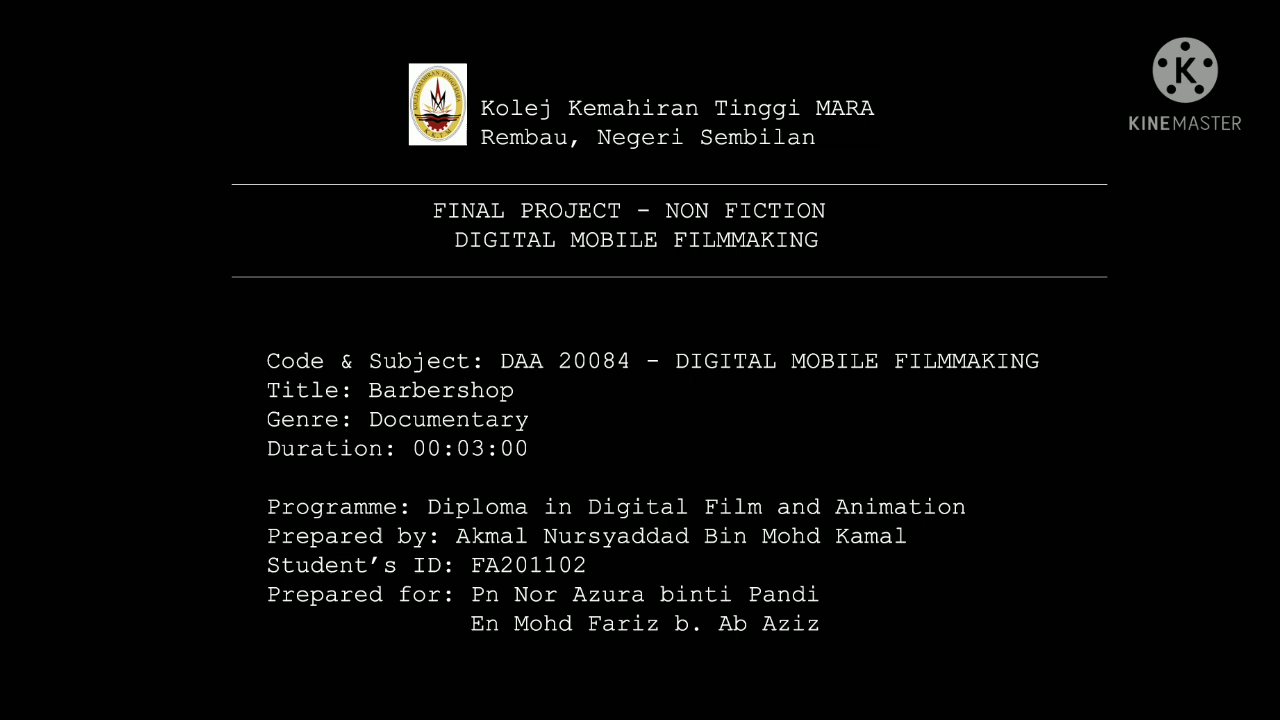 Kolej Kemahiran Tinggi MARA
Rembau, Negeri Sembilan
K
KINEMASTER
FINAL PROJECT - NON FICTION
DIGITAL MOBILE FILMMAKING
Code & Subject: DAA 20084 - DIGITAL MOBILE FILMMAKING
Title: Barbershop
Genre: Documentary
Duration: 00:03:00
Programme: Diploma in Digital Film and Animation
Prepared by: Akmal Nursyaddad Bin Mohd Kamal
Student’s ID: FA201102
Prepared for: Pn Nor Azura binti Pandi
En Mohd Fariz b. Ab Aziz